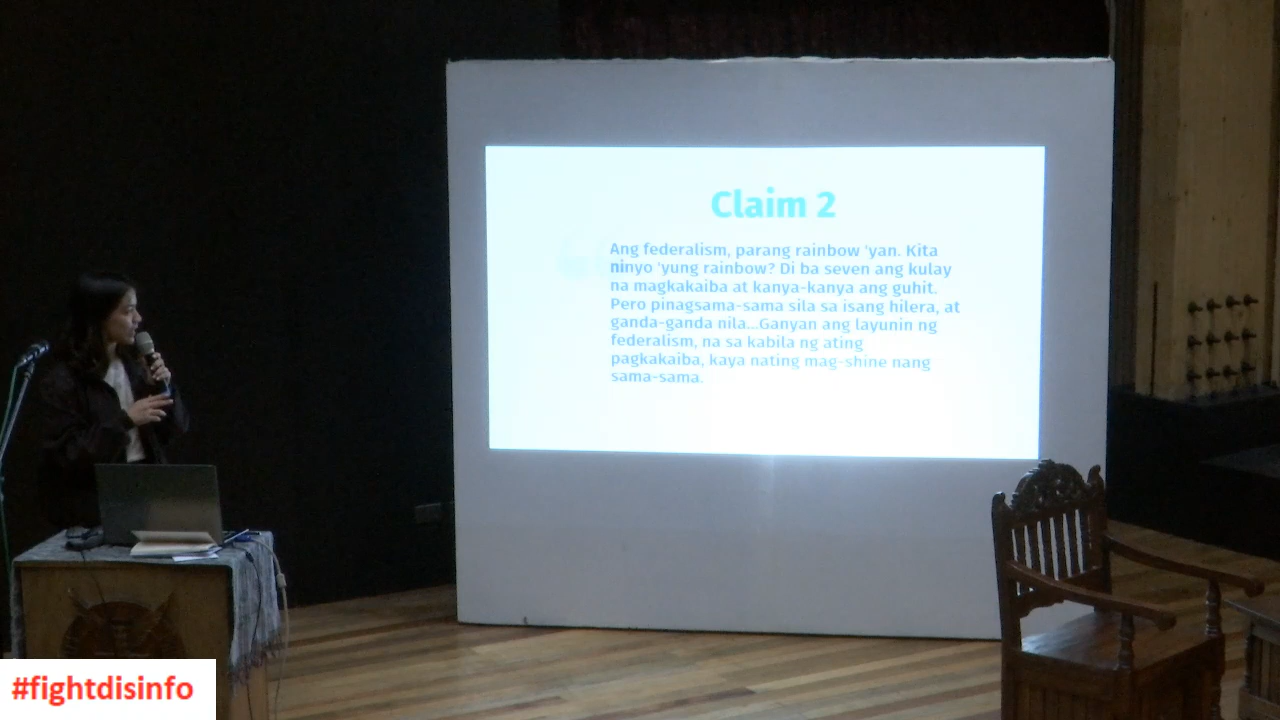 Claim 2
Ang federalism, parang rainbow 'yan. Kita
ninyo 'yung rainbow? Di ba seven ang kulay
na magkakaiba at kanya-kanya ang guhit.
Pero pinagsama-sama sila sa isang hilera, at
ganda-ganda nila...Ganyan ang layunin ng
federalism, na sa kabila ng ating
pagkakaiba, kaya nating mag-shine nang
sama-sama.
#fightdisinfo